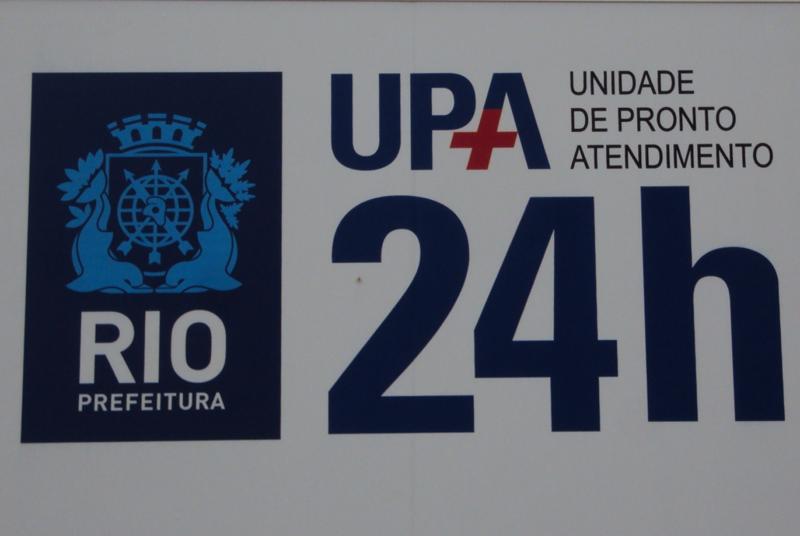 RIO
PREFEITURA
UPA
UNIDADE
DE PRONTO
ATENDIMENTO
24h